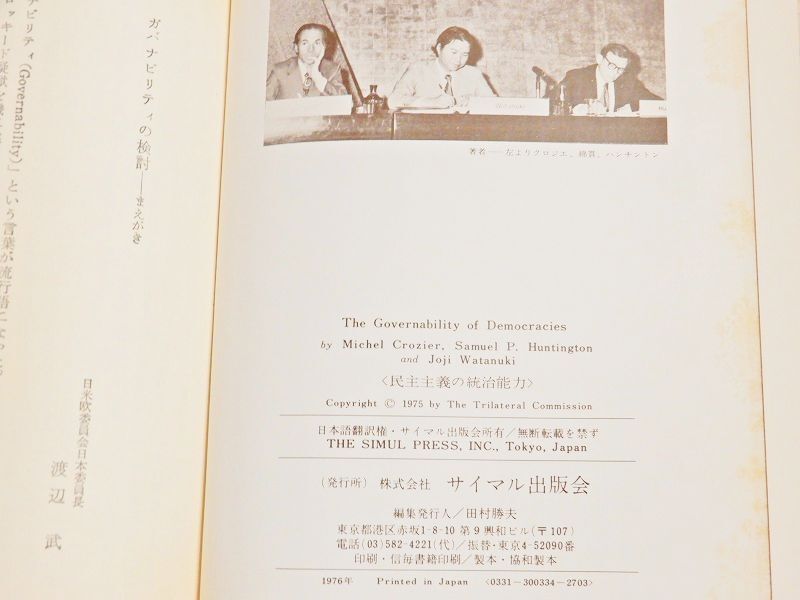 ガバナビリティの検討——まえがき
日米欧委員会日本委員長
渡辺 武
ナビリティ(Governability)」という言葉が流行語になった。
Watanuki
著者——左よりクロジエ、綿貫、ハンチントン
The Governability of Democracies
by Michel Crozier, Samuel P. Huntington
and Joji Watanuki
〈民主主義の統治能力〉
Copyright © 1975 by The Trilateral Commission
日本語翻訳権・サイマル出版会所有／無断転載を禁ず
THE SIMUL PRESS, INC., Tokyo, Japan
(発行所) 株式会社 サイマル出版会
編集発行人／田村勝夫
東京都港区赤坂1-8-10 第9興和ビル(〒107)
電話(03)582-4221(代)／振替・東京4-52090番
印刷・信毎書籍印刷／製本・協和製本
1976年 Printed in Japan 〈0331-300334-2703〉